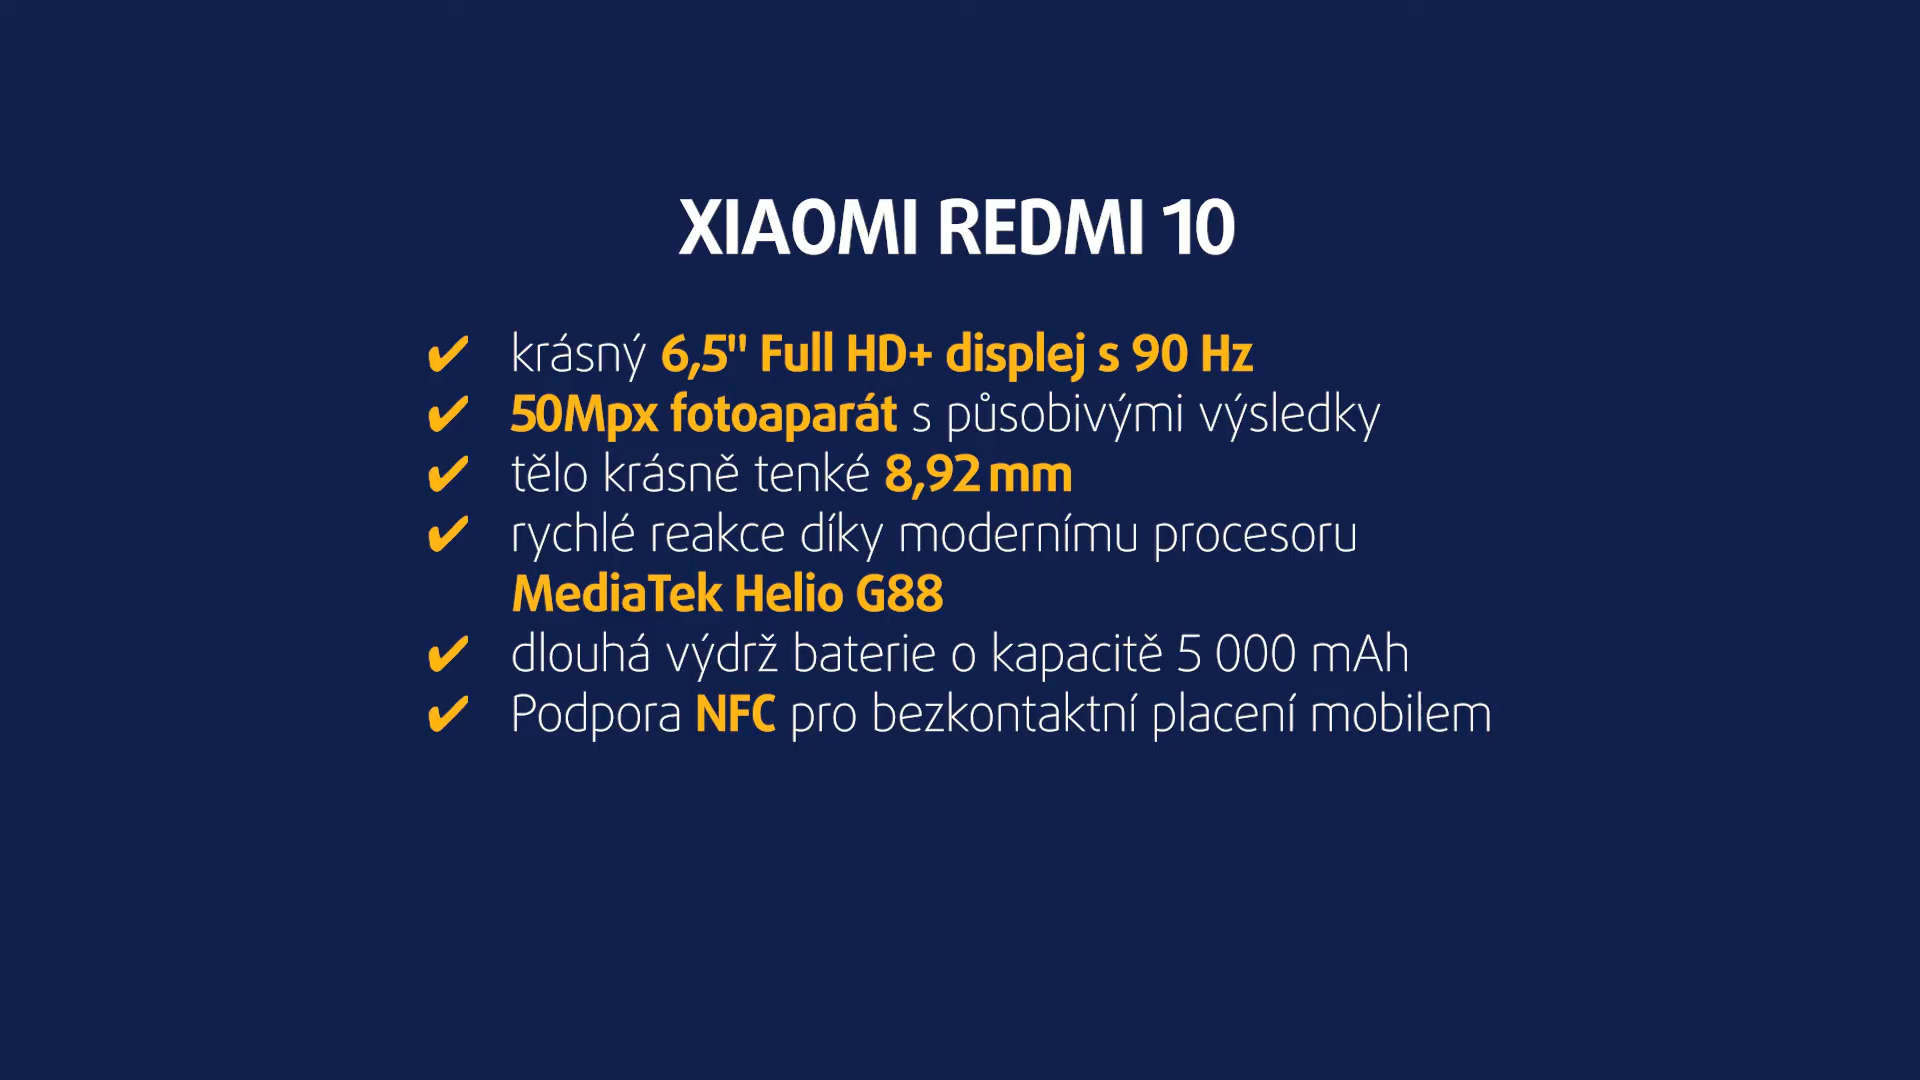 XIAOMI REDMI 10
✔ krásný 6,5" Full HD+ displej s 90 Hz
✔ 50Mpx fotoaparát s působivými výsledky
✔ tělo krásně tenké 8,92 mm
✔ rychlé reakce díky modernímu procesoru
MediaTek Helio G88
✔ dlouhá výdrž baterie o kapacitě 5 000 mAh
✔ Podpora NFC pro bezkontaktní placení mobilem